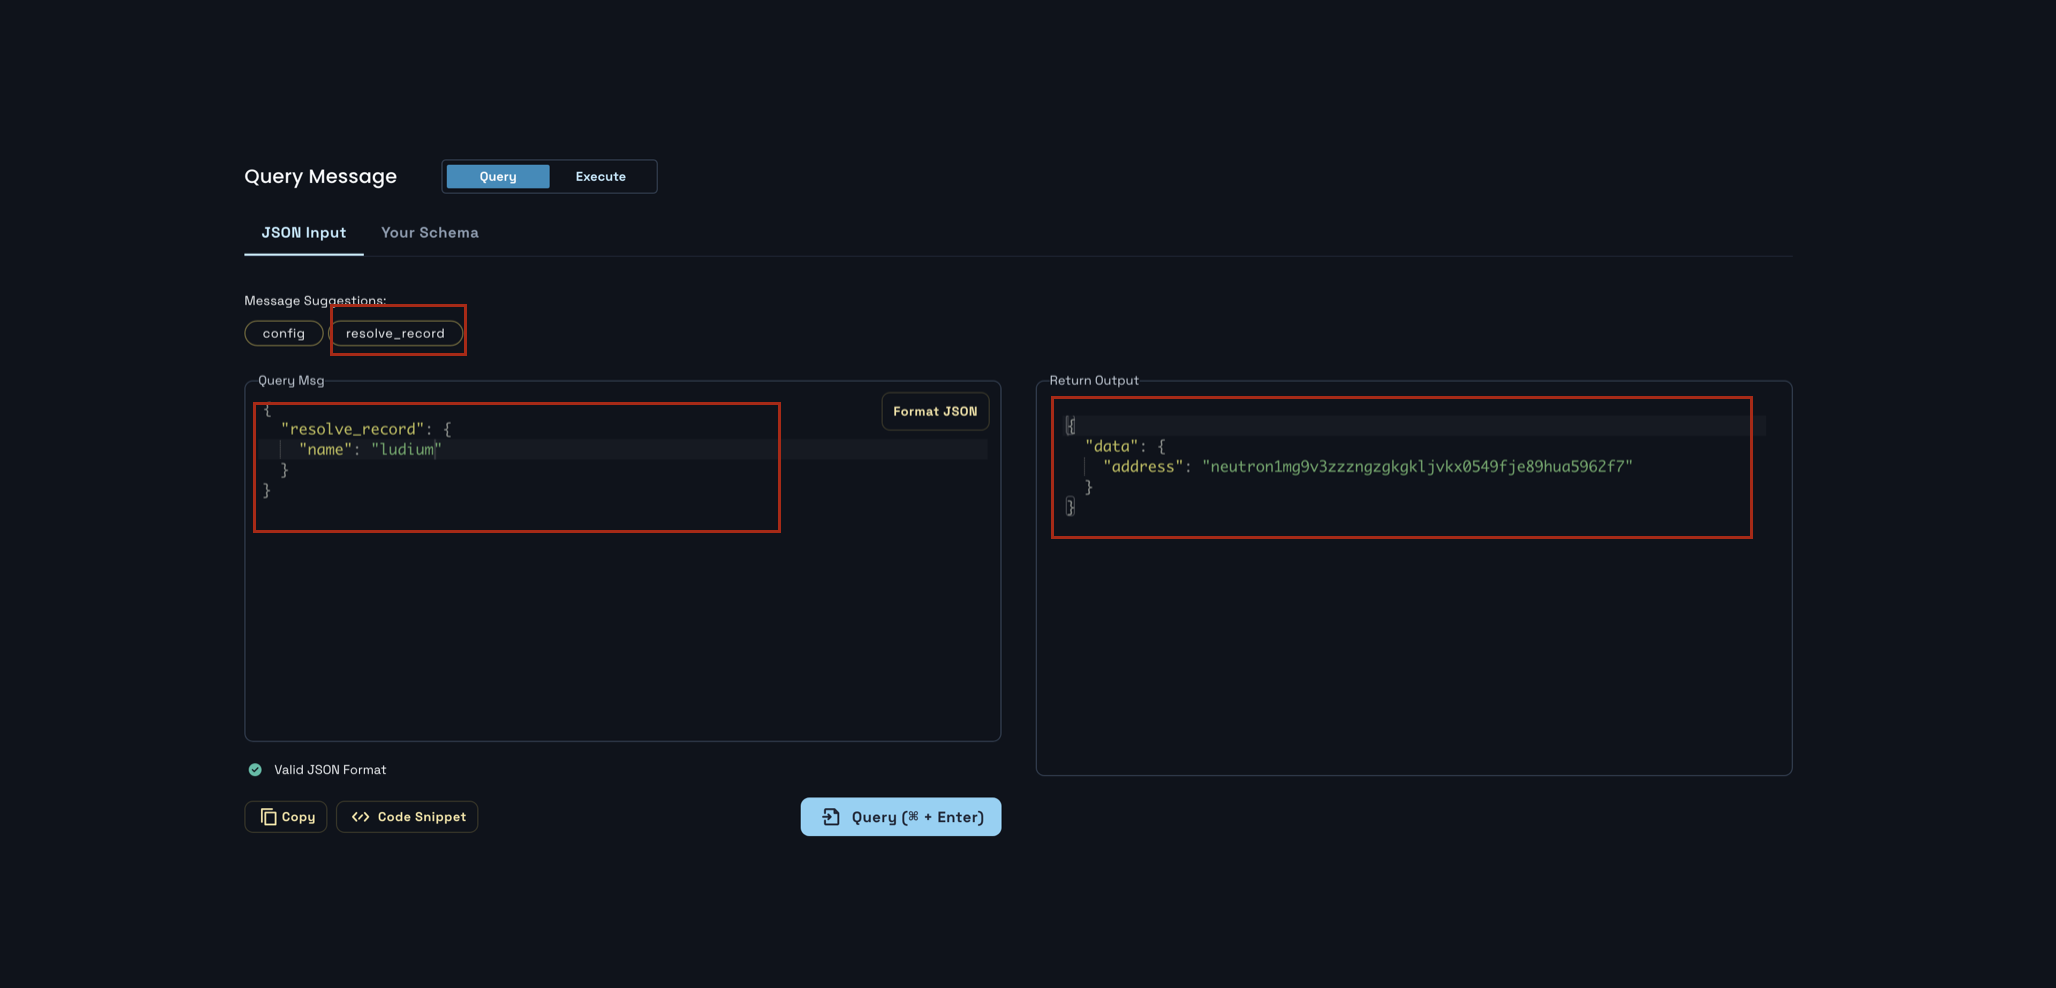 Query Message
Query
Execute
JSON Input
Your Schema
Message Suggestions:
config
resolve_record
Query Msg
Format JSON
{
"resolve_record": {
"name": "ludium"
}
}
Return Output
{
"data": {
"address": "neutron1mg9v3zzzngzgkgkljvkx0549fje89hua5962f7"
}
}
Valid JSON Format
Copy
Code Snippet
Query (⌘ + Enter)